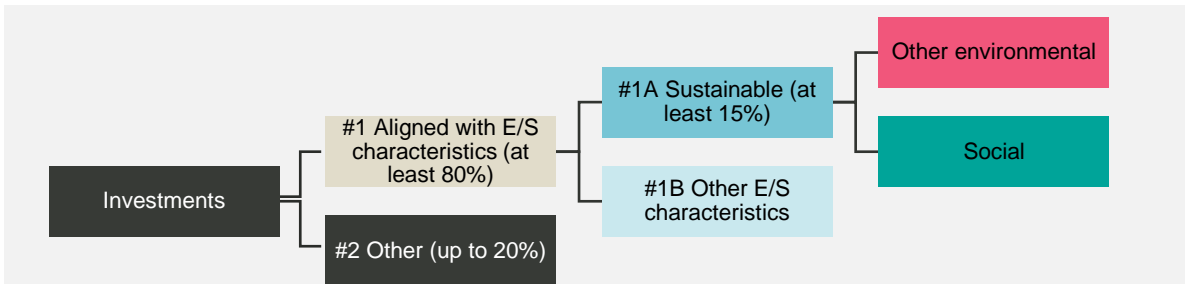 Investments
#1 Aligned with E/S
characteristics (at
least 80%)
#2 Other (up to 20%)
#1A Sustainable (at
least 15%)
#1B Other E/S
characteristics
Other environmental
Social